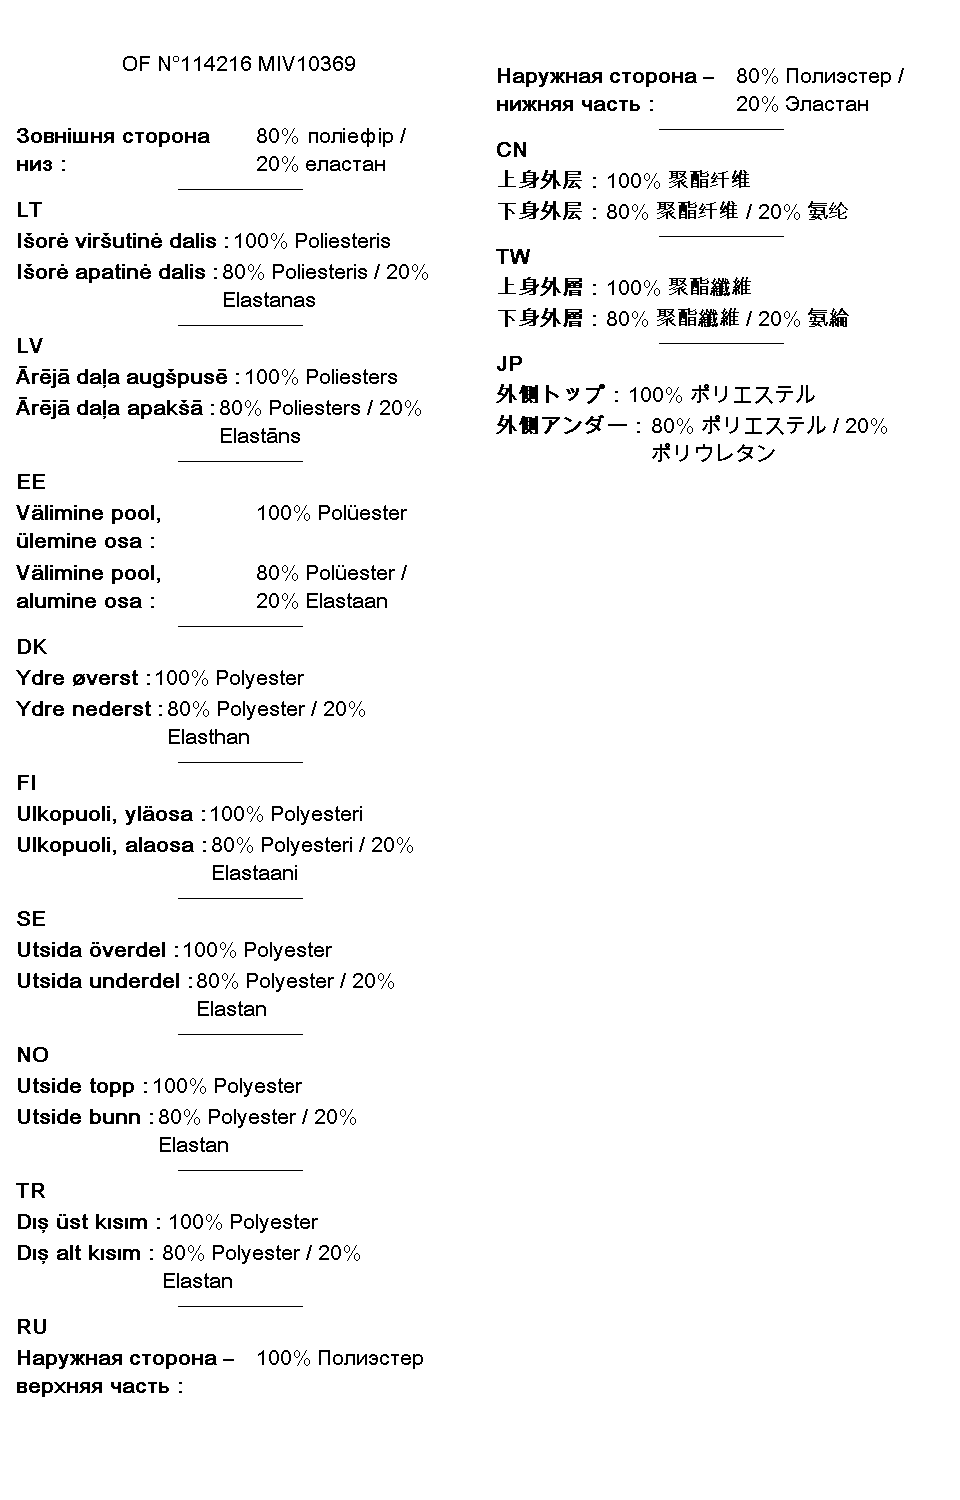 OF N°114216 MIV10369
Зовнішня сторона 80% поліефір /
низ : 20% еластан
LT
Išorė viršutinė dalis : 100% Poliesteris
Išorė apatinė dalis : 80% Poliesteris / 20%
Elastanas
LV
Ārējā daļa augšpusē : 100% Poliesters
Ārējā daļa apakšā : 80% Poliesters / 20%
Elastāns
EE
Välimine pool, 100% Polüester
ülemine osa :
Välimine pool, 80% Polüester /
alumine osa : 20% Elastaan
DK
Ydre øverst : 100% Polyester
Ydre nederst : 80% Polyester / 20%
Elasthan
FI
Ulkopuoli, yläosa : 100% Polyesteri
Ulkopuoli, alaosa : 80% Polyesteri / 20%
Elastaani
SE
Utsida överdel : 100% Polyester
Utsida underdel : 80% Polyester / 20%
Elastan
NO
Utside topp : 100% Polyester
Utside bunn : 80% Polyester / 20%
Elastan
TR
Dış üst kısım : 100% Polyester
Dış alt kısım : 80% Polyester / 20%
Elastan
RU
Наружная сторона – 100% Полиэстер
верхняя часть :
Наружная сторона – 80% Полиэстер /
нижняя часть : 20% Эластан
CN
上身外层 : 100% 聚酯纤维
下身外层 : 80% 聚酯纤维 / 20% 氨纶
TW
上身外層 : 100% 聚酯纖維
下身外層 : 80% 聚酯纖維 / 20% 氨綸
JP
外側トップ : 100% ポリエステル
外側アンダー : 80% ポリエステル / 20%
ポリウレタン